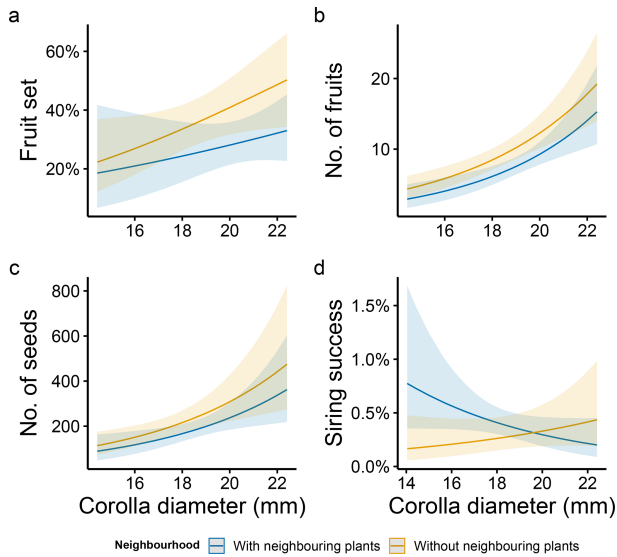 a
Fruit set
60%
40%
20%
16 18 20 22
b
No. of fruits
20
10
16 18 20 22
c
No. of seeds
800
600
400
200
16 18 20 22
Corolla diameter (mm)
d
Siring success
1.5%
1.0%
0.5%
0.0%
14 16 18 20 22
Corolla diameter (mm)
Neighbourhood With neighbouring plants Without neighbouring plants